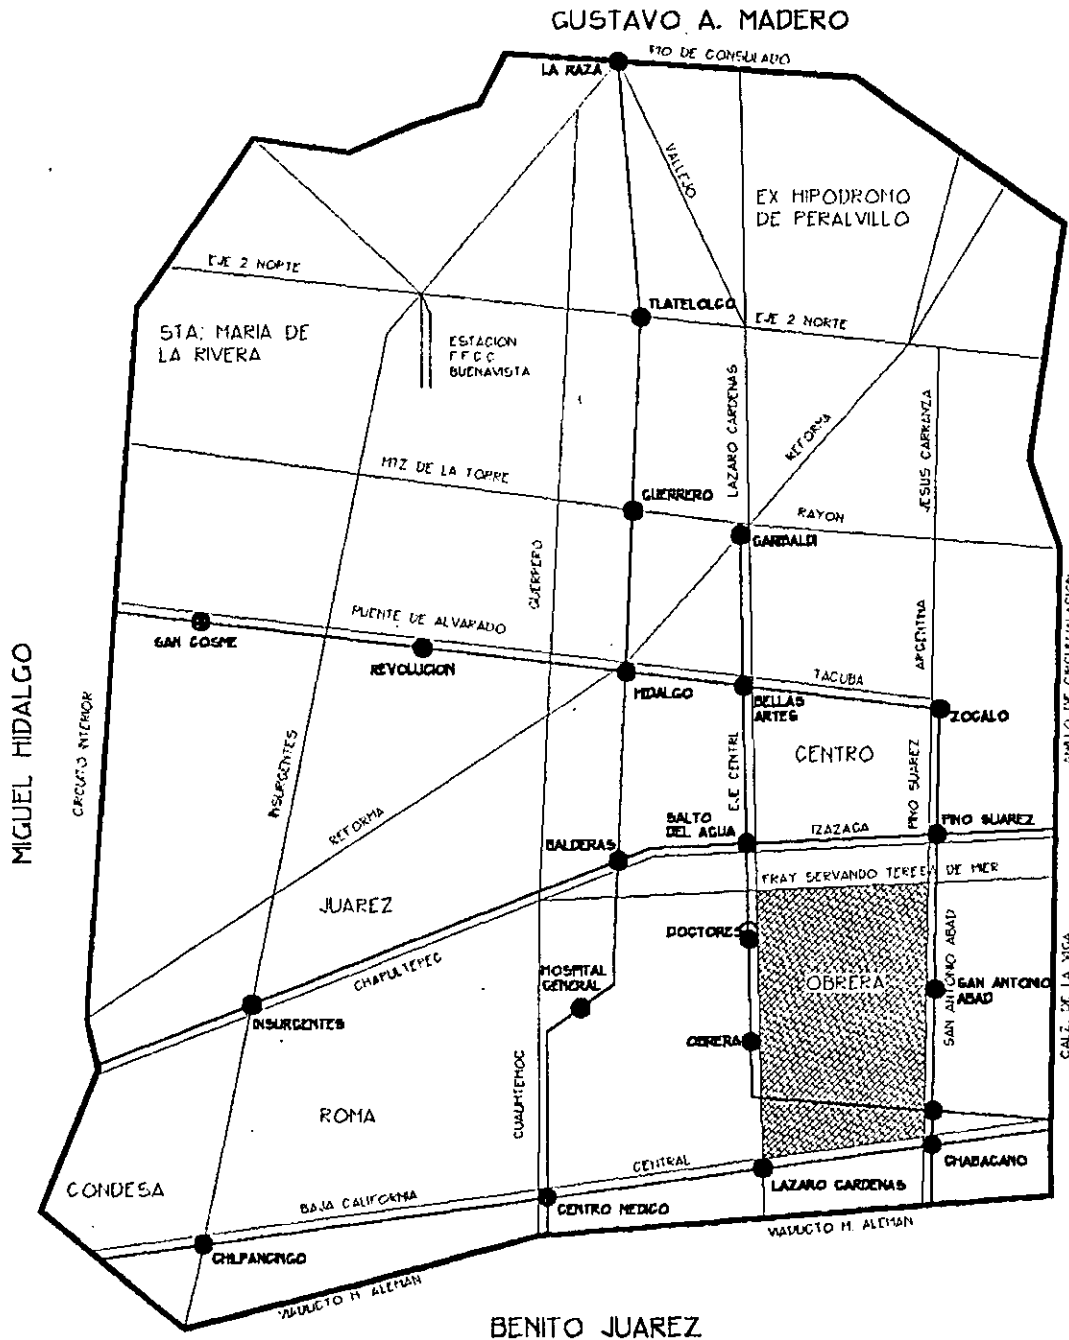 GUSTAVO A. MADERO
RIO DE CONSULADO
LA RAZA
VALLEJO
EX HIPODROMO
DE PERALVILLO
EJE 2 NORTE
TLATELOLCO
EJE 2 NORTE
STA. MARIA DE
LA RIVERA
ESTACION
F F C C
BUENAVISTA
LAZARO CARDENAS
REFORMA
JESUS CARRANZA
MTZ DE LA TORRE
GUERRERO
RAYON
GARIBALDI
GUERRERO
PUENTE DE ALVARADO
SAN COSME
REVOLUCION
HIDALGO
TACUBA
BELLAS
ARTES
ARGENTINA
ZOCALO
MIGUEL HIDALGO
CIRCUITO INTERIOR
INSURGENTES
REFORMA
CENTRO
EJE CENTRL
PINO SUAREZ
SALTO
DEL AGUA
IZAZAGA
PINO SUAREZ
BALDERAS
FRAY SERVANDO TERESA DE MIER
JUAREZ
CHAPULTEPEC
DOCTORES
HOSPITAL
GENERAL
OBRERA
SAN ANTONIO ABAD
SAN ANTONIO
ABAD
CALZ. DE LA VIGA
INSURGENTES
OBRERA
ROMA
CUAUHTEMOC
CENTRAL
CHABACANO
CONDESA
BAJA CALIFORNIA
LAZARO CARDENAS
CENTRO MEDICO
VIADUCTO M. ALEMAN
CHILPANCINGO
VIADUCTO M. ALEMAN
BENITO JUAREZ